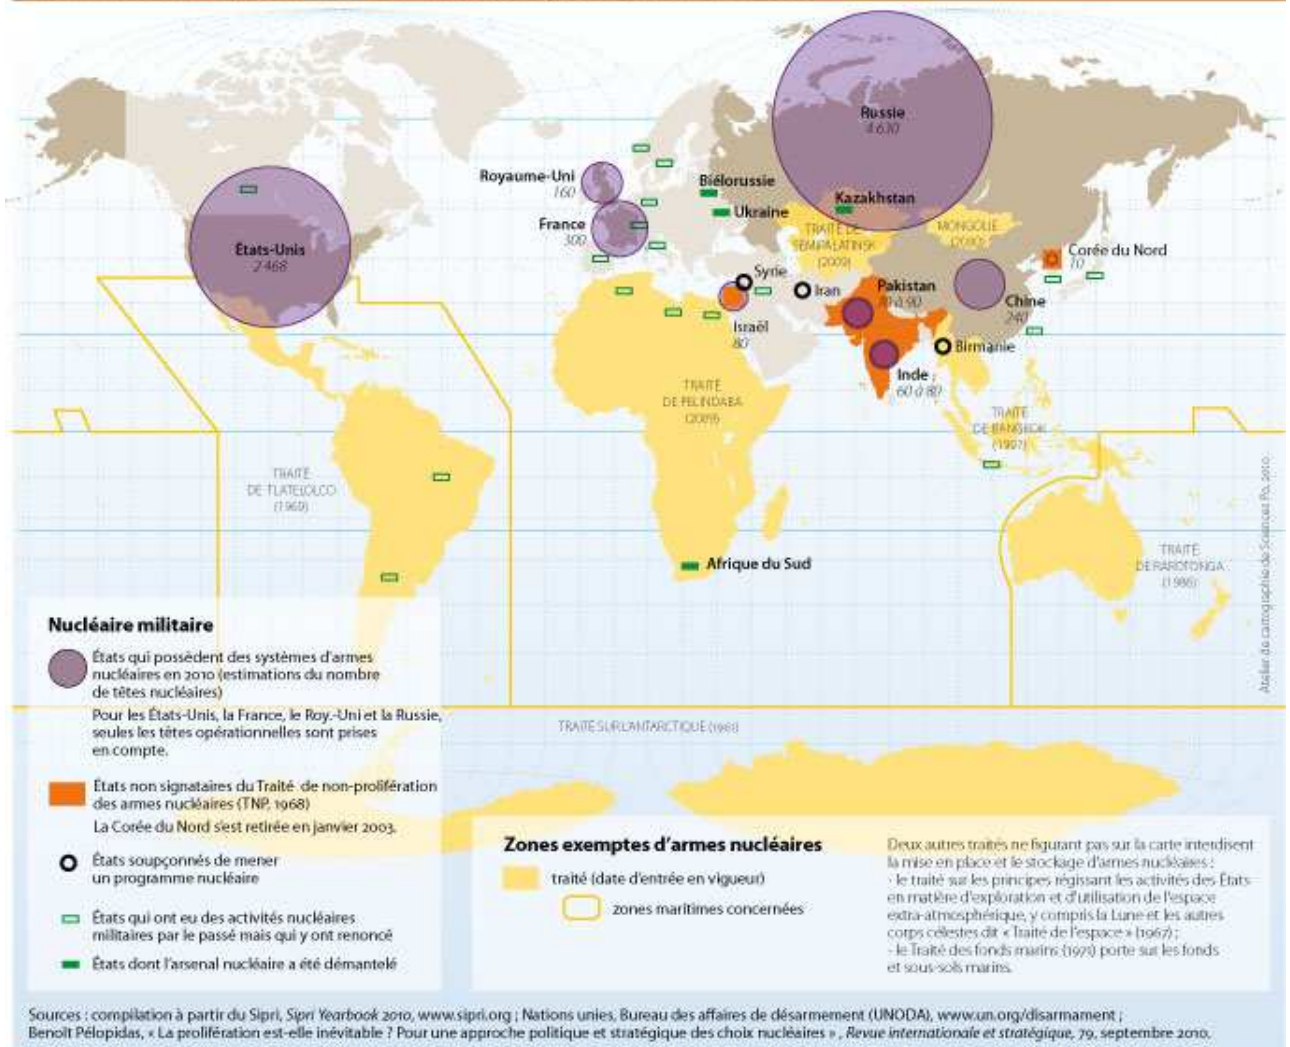 Russie
4 630
Royaume-Uni
160
Biélorussie
Kazakhstan
Ukraine
France
300
TRAITÉ DE
SEMIPALATINSK
(2009)
MONGOLIE
États-Unis
2 468
Corée du Nord
10
Syrie
Iran
Pakistan
70 à 90
Chine
240
Israël
80
Birmanie
Inde :
60 à 80
TRAITÉ
DE PELINDABA
(2009)
TRAITÉ
DE BANGKOK
(1997)
TRAITÉ
DE TLATELOLCO
(1969)
TRAITÉ
DE RAROTONGA
(1986)
Afrique du Sud
Atelier de cartographie de Sciences Po, 2010
TRAITÉ SUR L'ANTARCTIQUE (1961)
Nucléaire militaire
États qui possèdent des systèmes d'armes
nucléaires en 2010 (estimations du nombre
de têtes nucléaires)
Pour les États-Unis, la France, le Roy.-Uni et la Russie,
seules les têtes opérationnelles sont prises
en compte.
États non signataires du Traité de non-prolifération
des armes nucléaires (TNP, 1968)
La Corée du Nord s'est retirée en janvier 2003.
États soupçonnés de mener
un programme nucléaire
États qui ont eu des activités nucléaires
militaires par le passé mais qui y ont renoncé
États dont l'arsenal nucléaire a été démantelé
Zones exemptes d'armes nucléaires
traité (date d'entrée en vigueur)
zones maritimes concernées
Deux autres traités ne figurant pas sur la carte interdisent
la mise en place et le stockage d'armes nucléaires :
- le traité sur les principes régissant les activités des États
en matière d'exploration et d'utilisation de l'espace
extra-atmosphérique, y compris la Lune et les autres
corps célestes dit « Traité de l'espace » (1967) ;
- le Traité des fonds marins (1971) porte sur les fonds
et sous-sols marins.
Sources : compilation à partir du Sipri, Sipri Yearbook 2010, www.sipri.org ; Nations unies, Bureau des affaires de désarmement (UNODA), www.un.org/disarmament ;
Benoît Pélopidas, « La prolifération est-elle inévitable ? Pour une approche politique et stratégique des choix nucléaires » , Revue internationale et stratégique, 79, septembre 2010.